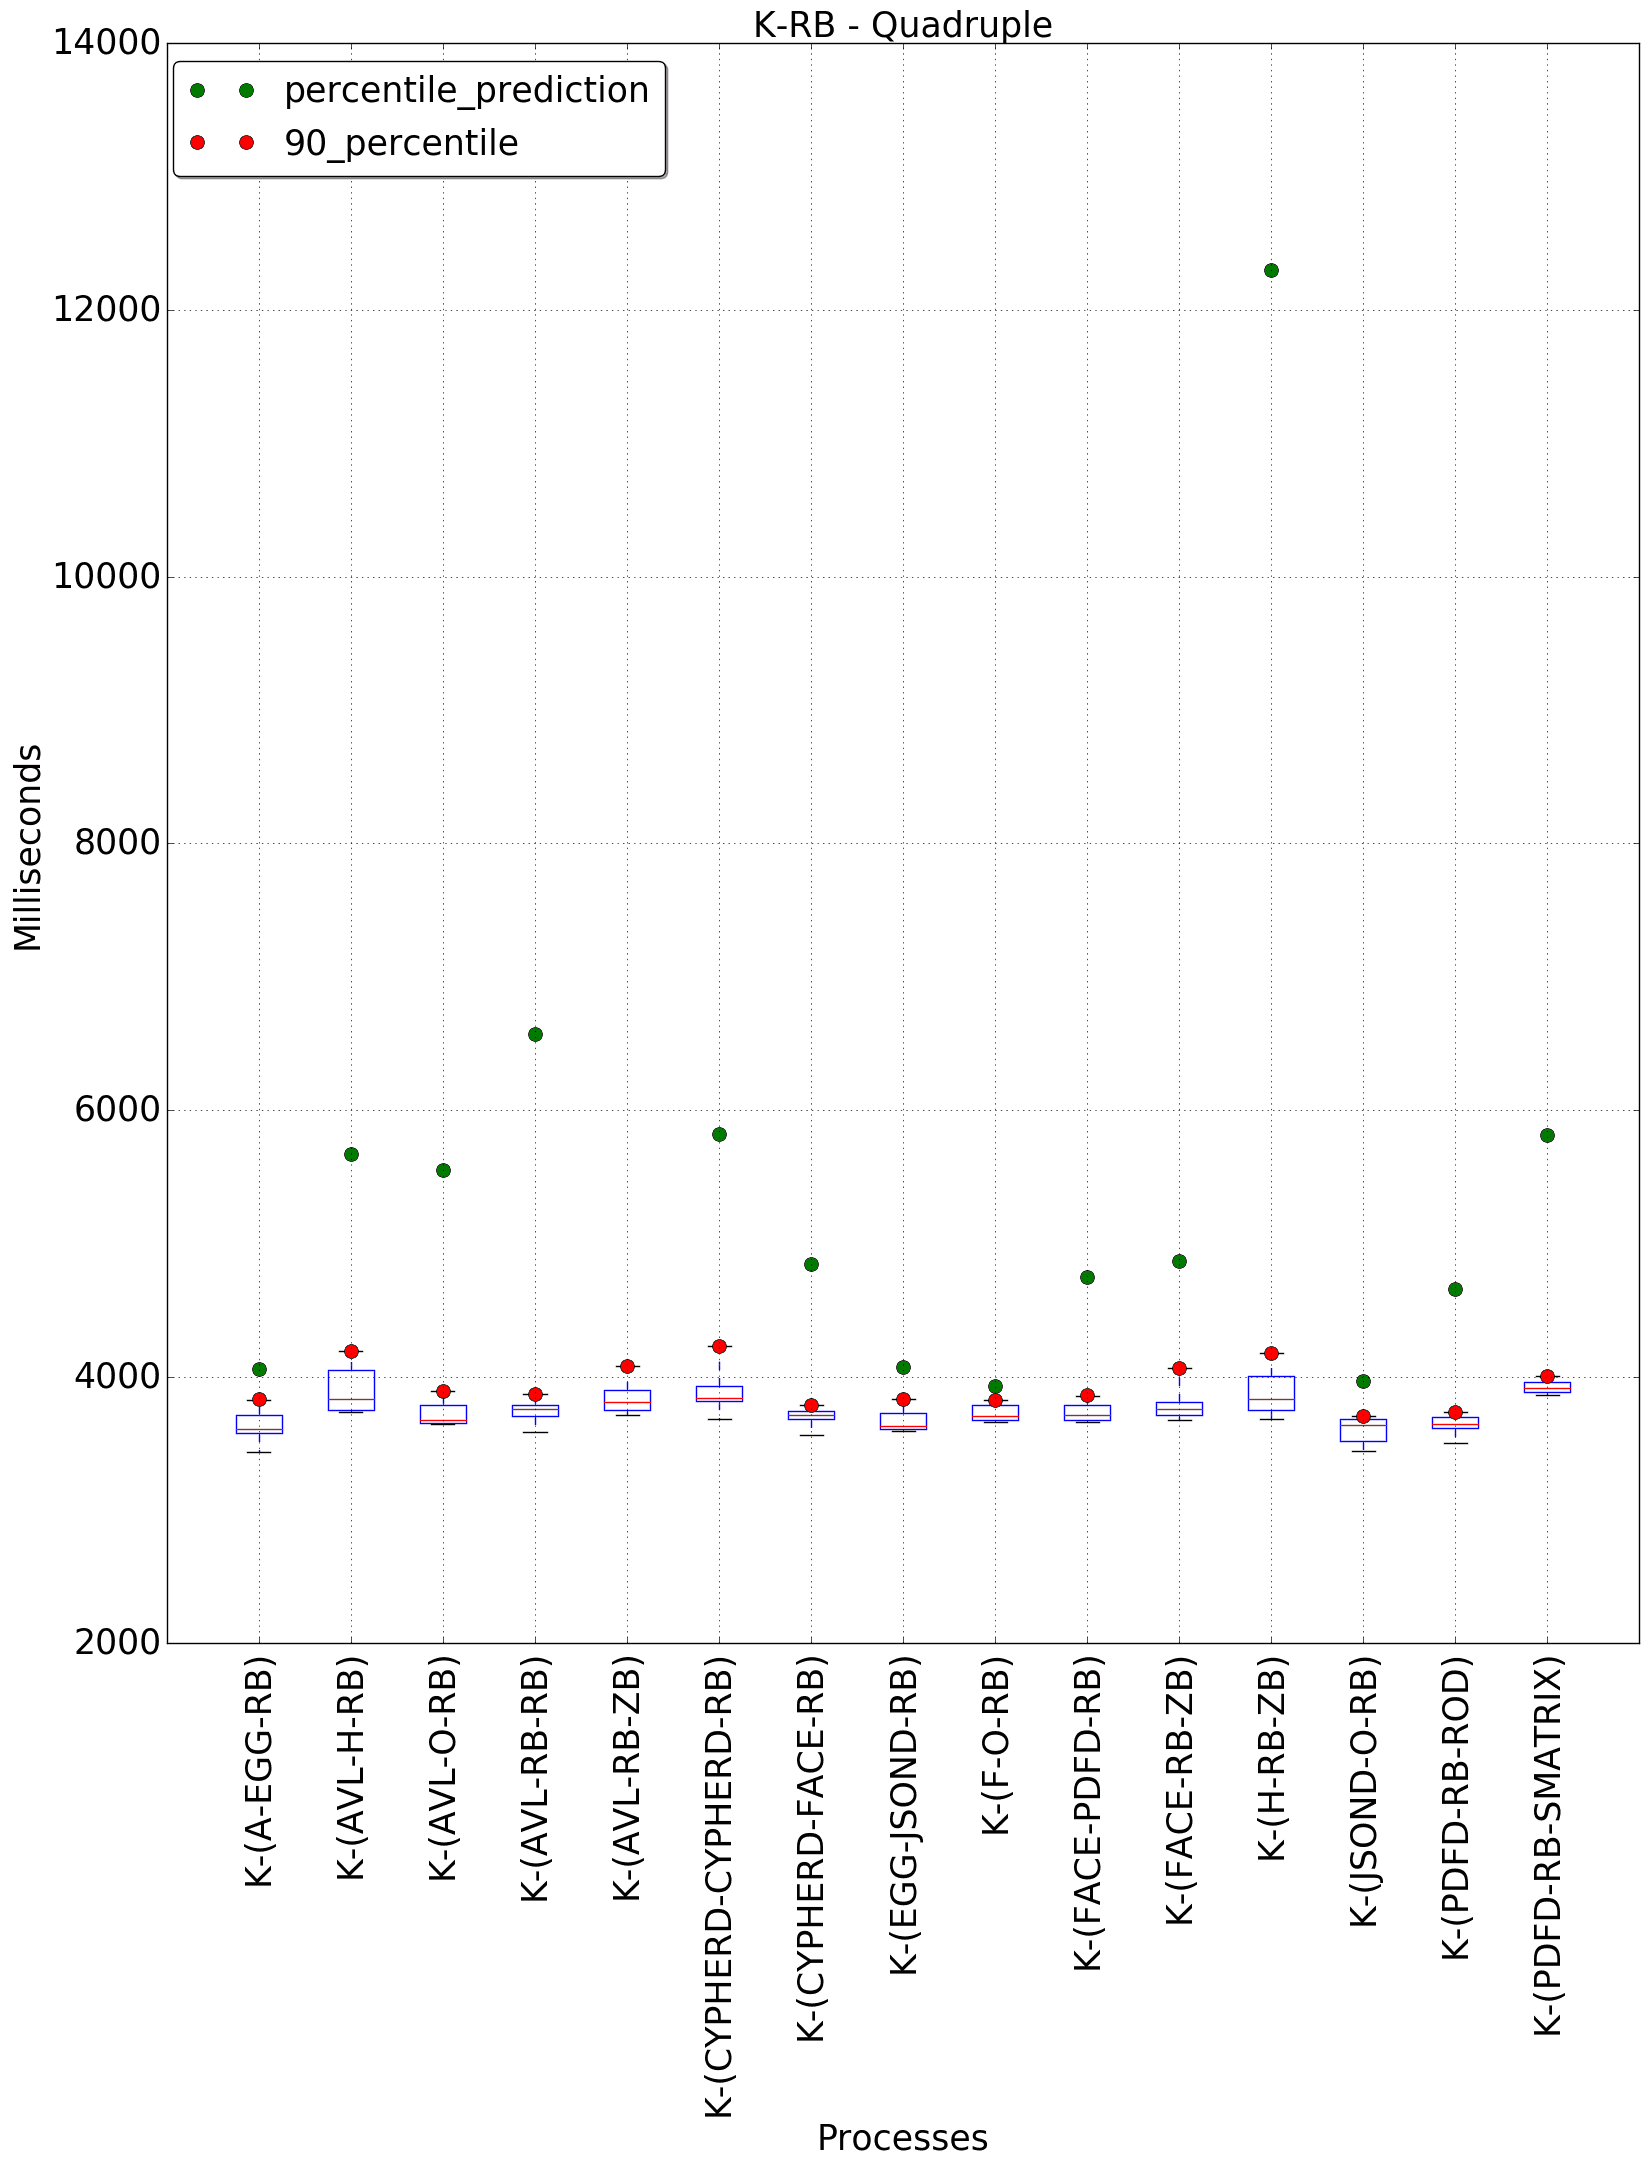 K-RB - Quadruple
percentile_prediction
90_percentile
14000
12000
10000
8000
6000
4000
2000
Milliseconds
K-(A-EGG-RB)
K-(AVL-H-RB)
K-(AVL-O-RB)
K-(AVL-RB-RB)
K-(AVL-RB-ZB)
K-(CYPHERD-CYPHERD-RB)
K-(CYPHERD-FACE-RB)
K-(EGG-JSOND-RB)
K-(F-O-RB)
K-(FACE-PDFD-RB)
K-(FACE-RB-ZB)
K-(H-RB-ZB)
K-(JSOND-O-RB)
K-(PDFD-RB-ROD)
K-(PDFD-RB-SMATRIX)
Processes